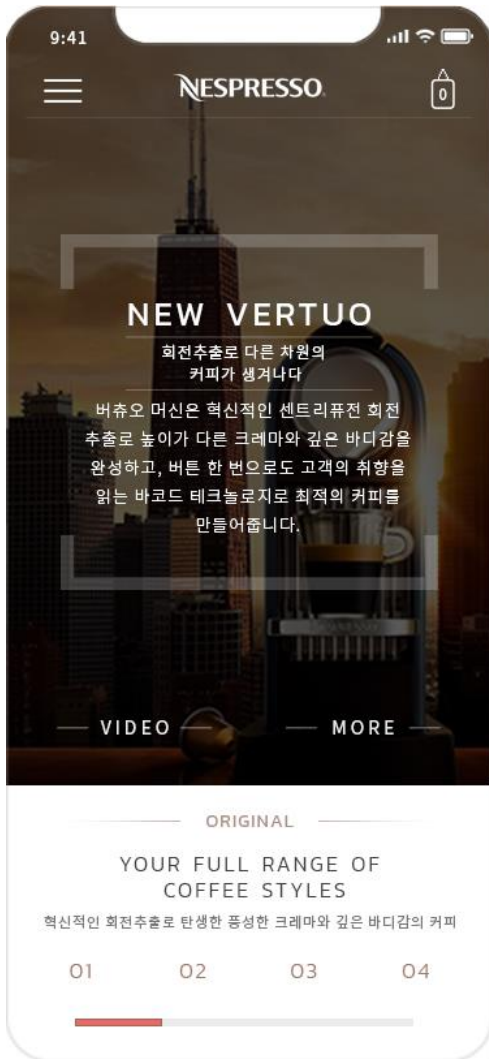 9:41
NESPRESSO.
0
NEW VERTUO
회전추출로 다른 차원의
커피가 생겨나다
버츄오 머신은 혁신적인 센트리퓨전 회전
추출로 높이가 다른 크레마와 깊은 바디감을
완성하고, 버튼 한 번으로도 고객의 취향을
읽는 바코드 테크놀로지로 최적의 커피를
만들어줍니다.
NESPRESSO
VIDEO
MORE
ORIGINAL
YOUR FULL RANGE OF
COFFEE STYLES
혁신적인 회전추출로 탄생한 풍성한 크레마와 깊은 바디감의 커피
01 02 03 04